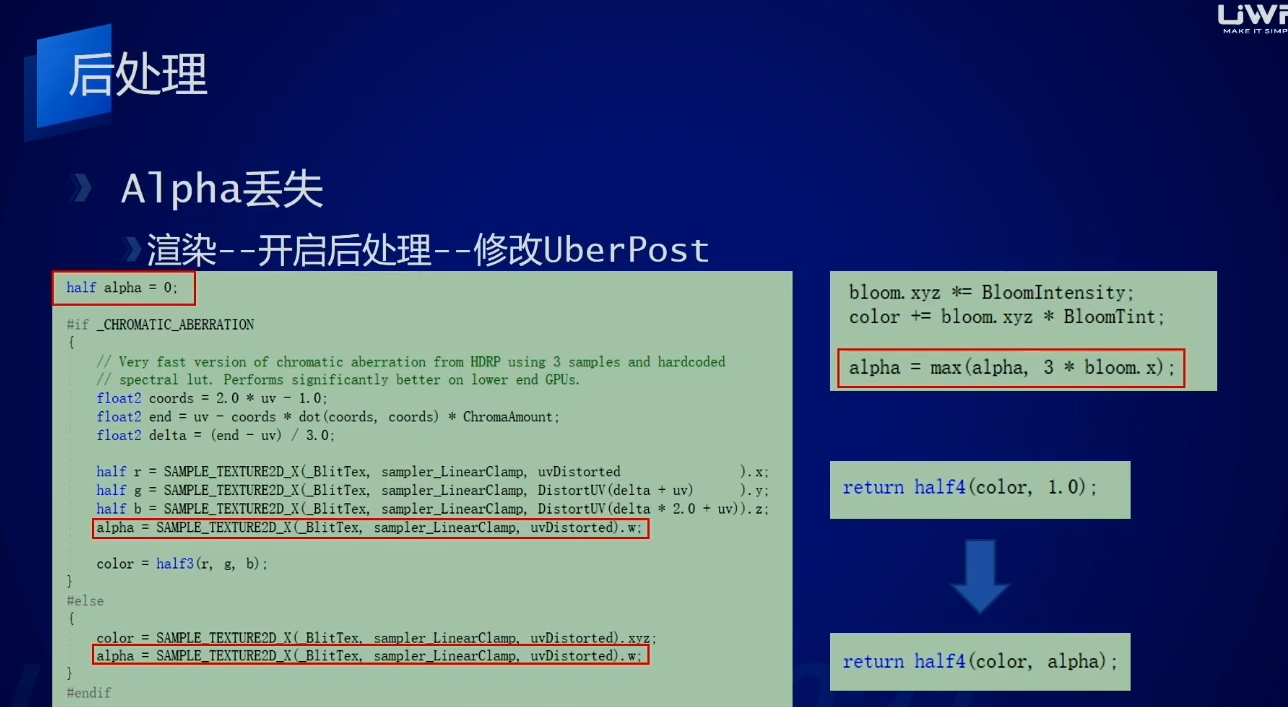 UWA
MAKE IT SIMP
后处理
Alpha丢失
渲染--开启后处理--修改UberPost
half alpha = 0;
#if _CHROMATIC_ABERRATION
{
// Very fast version of chromatic aberration from HDRP using 3 samples and hardcoded
// spectral lut. Performs significantly better on lower end GPUs.
float2 coords = 2.0 * uv - 1.0;
float2 end = uv - coords * dot(coords, coords) * ChromaAmount;
float2 delta = (end - uv) / 3.0;
half r = SAMPLE_TEXTURE2D_X(_BlitTex, sampler_LinearClamp, uvDistorted ).x;
half g = SAMPLE_TEXTURE2D_X(_BlitTex, sampler_LinearClamp, DistortUV(delta + uv) ).y;
half b = SAMPLE_TEXTURE2D_X(_BlitTex, sampler_LinearClamp, DistortUV(delta * 2.0 + uv)).z;
alpha = SAMPLE_TEXTURE2D_X(_BlitTex, sampler_LinearClamp, uvDistorted).w;
color = half3(r, g, b);
}
#else
{
color = SAMPLE_TEXTURE2D_X(_BlitTex, sampler_LinearClamp, uvDistorted).xyz;
alpha = SAMPLE_TEXTURE2D_X(_BlitTex, sampler_LinearClamp, uvDistorted).w;
}
#endif
bloom.xyz *= BloomIntensity;
color += bloom.xyz * BloomTint;
alpha = max(alpha, 3 * bloom.x);
return half4(color, 1.0);
return half4(color, alpha);